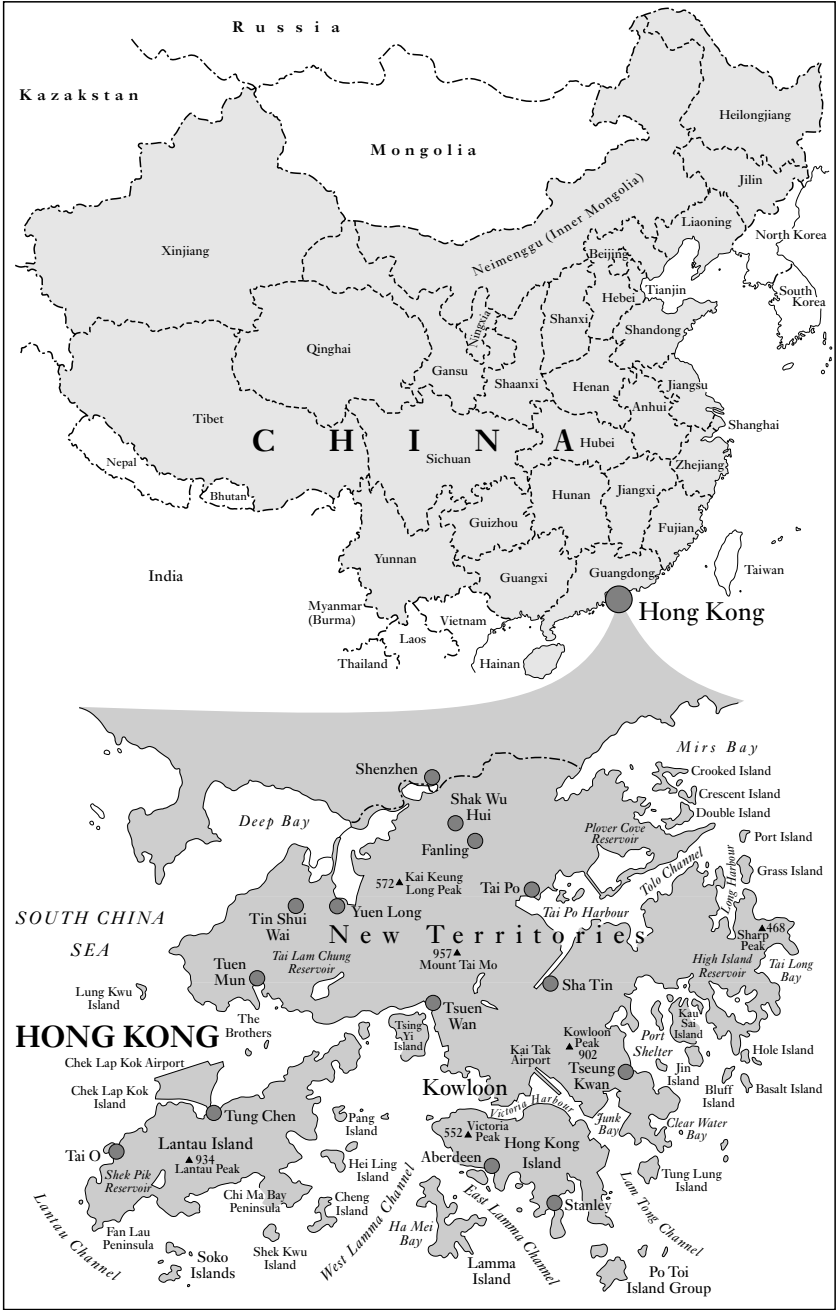 Russia
Kazakstan
Mongolia
Heilongjiang
Jilin
Liaoning
Neimenggu (Inner Mongolia)
North Korea
Xinjiang
Beijing
Tianjin
Hebei
South
Korea
Shanxi
Shandong
Ningxia
Qinghai
Gansu
Shaanxi
Henan
Jiangsu
Anhui
Tibet
Shanghai
CHINA
Hubei
Sichuan
Nepal
Zhejiang
Bhutan
Hunan
Jiangxi
Guizhou
Fujian
Yunnan
India
Guangxi
Guangdong
Taiwan
Myanmar
(Burma)
Vietnam
Hong Kong
Laos
Thailand
Hainan
Mirs Bay
Shenzhen
Crooked Island
Crescent Island
Double Island
Shak Wu
Hui
Deep Bay
Plover Cove
Reservoir
Port Island
Fanling
Tolo Channel
Long Harbour
Grass Island
572
Kai Keung
Long Peak
Tai Po
Tai Po Harbour
SOUTH CHINA
SEA
Tin Shui
Wai
Yuen Long
New Territories
468
Sharp
Peak
Tai Lam Chung
Reservoir
957
Mount Tai Mo
High Island
Reservoir
Tai Long
Bay
Tuen
Mun
Sha Tin
Lung Kwu
Island
Tsuen
Wan
The
Brothers
Tsing
Yi
Island
Kau
Sai
Island
HONG KONG
Kowloon
Peak
902
Port
Shelter
Hole Island
Chek Lap Kok Airport
Kai Tak
Airport
Tseung
Kwan
Jin
Island
Chek Lap Kok
Island
Kowloon
Bluff
Island
Basalt Island
Victoria Harbour
Tung Chen
Pang
Island
552
Victoria
Peak
Junk
Bay
Clear Water
Bay
Lantau Island
934
Lantau Peak
Hong Kong
Island
Tai O
Aberdeen
Shek Pik
Reservoir
Hei Ling
Island
Tung Lung
Island
Chi Ma Bay
Peninsula
Cheng
Island
Stanley
Lantau Channel
West Lamma Channel
East Lamma Channel
Lam Tong Channel
Fan Lau
Peninsula
Ha Mei
Bay
Shek Kwu
Island
Soko
Islands
Lamma
Island
Po Toi
Island Group